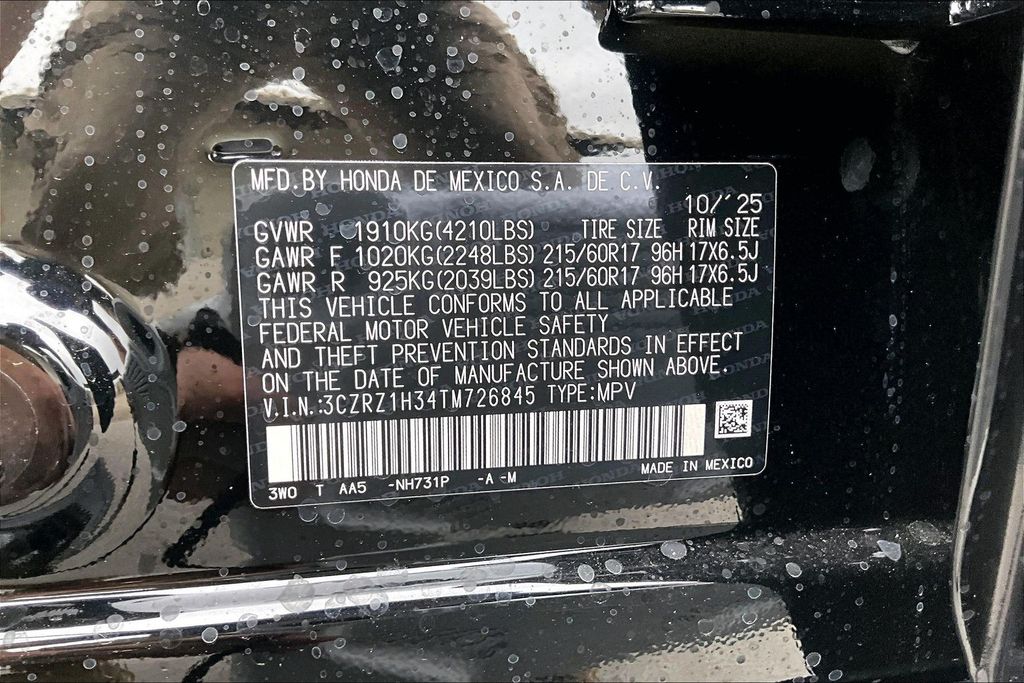 MFD.BY HONDA DE MEXICO S.A. DE C.V.
10/'25
GVWR 1910KG(4210LBS) TIRE SIZE RIM SIZE
GAWR F 1020KG(2248LBS) 215/60R17 96H 17X6.5J
GAWR R 925KG(2039LBS) 215/60R17 96H 17X6.5J
THIS VEHICLE CONFORMS TO ALL APPLICABLE
FEDERAL MOTOR VEHICLE SAFETY
AND THEFT PREVENTION STANDARDS IN EFFECT
ON THE DATE OF MANUFACTURE SHOWN ABOVE.
V.I.N.:3CZRZ1H34TM726845 TYPE:MPV
MADE IN MEXICO
3WO T AA5 -NH731P -A -M